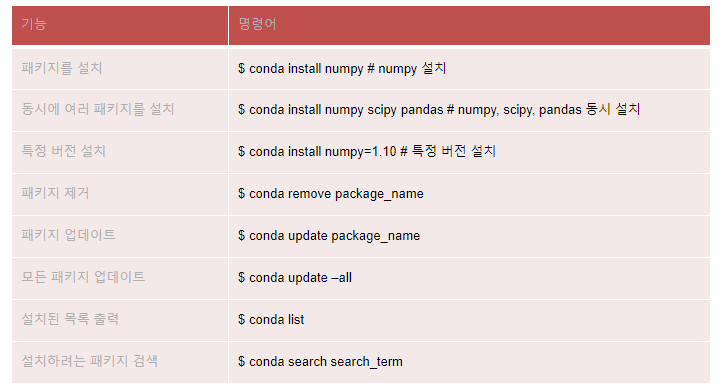 기능 명령어
패키지를 설치 $ conda install numpy # numpy 설치
동시에 여러 패키지를 설치 $ conda install numpy scipy pandas # numpy, scipy, pandas 동시 설치
특정 버전 설치 $ conda install numpy=1.10 # 특정 버전 설치
패키지 제거 $ conda remove package_name
패키지 업데이트 $ conda update package_name
모든 패키지 업데이트 $ conda update –all
설치된 목록 출력 $ conda list
설치하려는 패키지 검색 $ conda search search_term